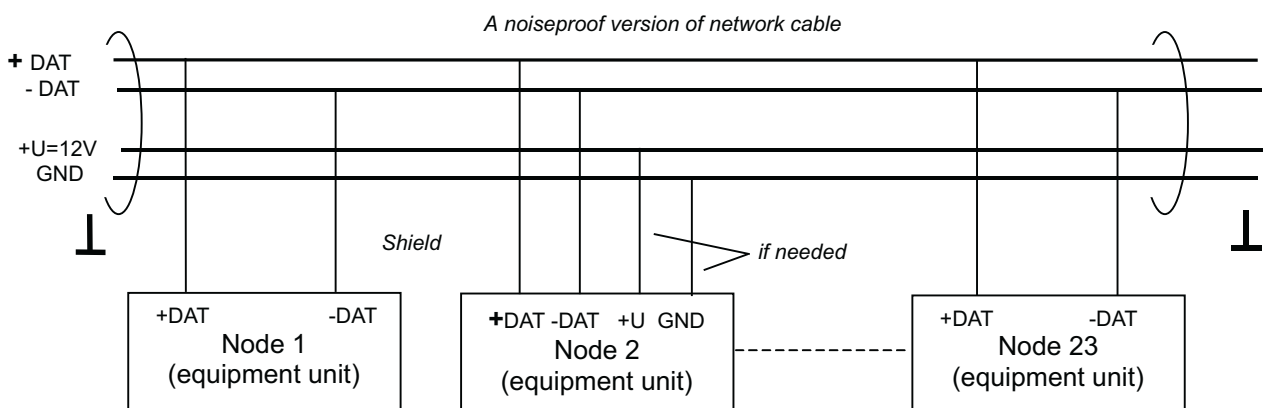 A noiseproof version of network cable
+ DAT
- DAT
+U=12V
GND
Shield
if needed
+DAT -DAT
Node 1
(equipment unit)
+DAT -DAT +U GND
Node 2
(equipment unit)
+DAT -DAT
Node 23
(equipment unit)